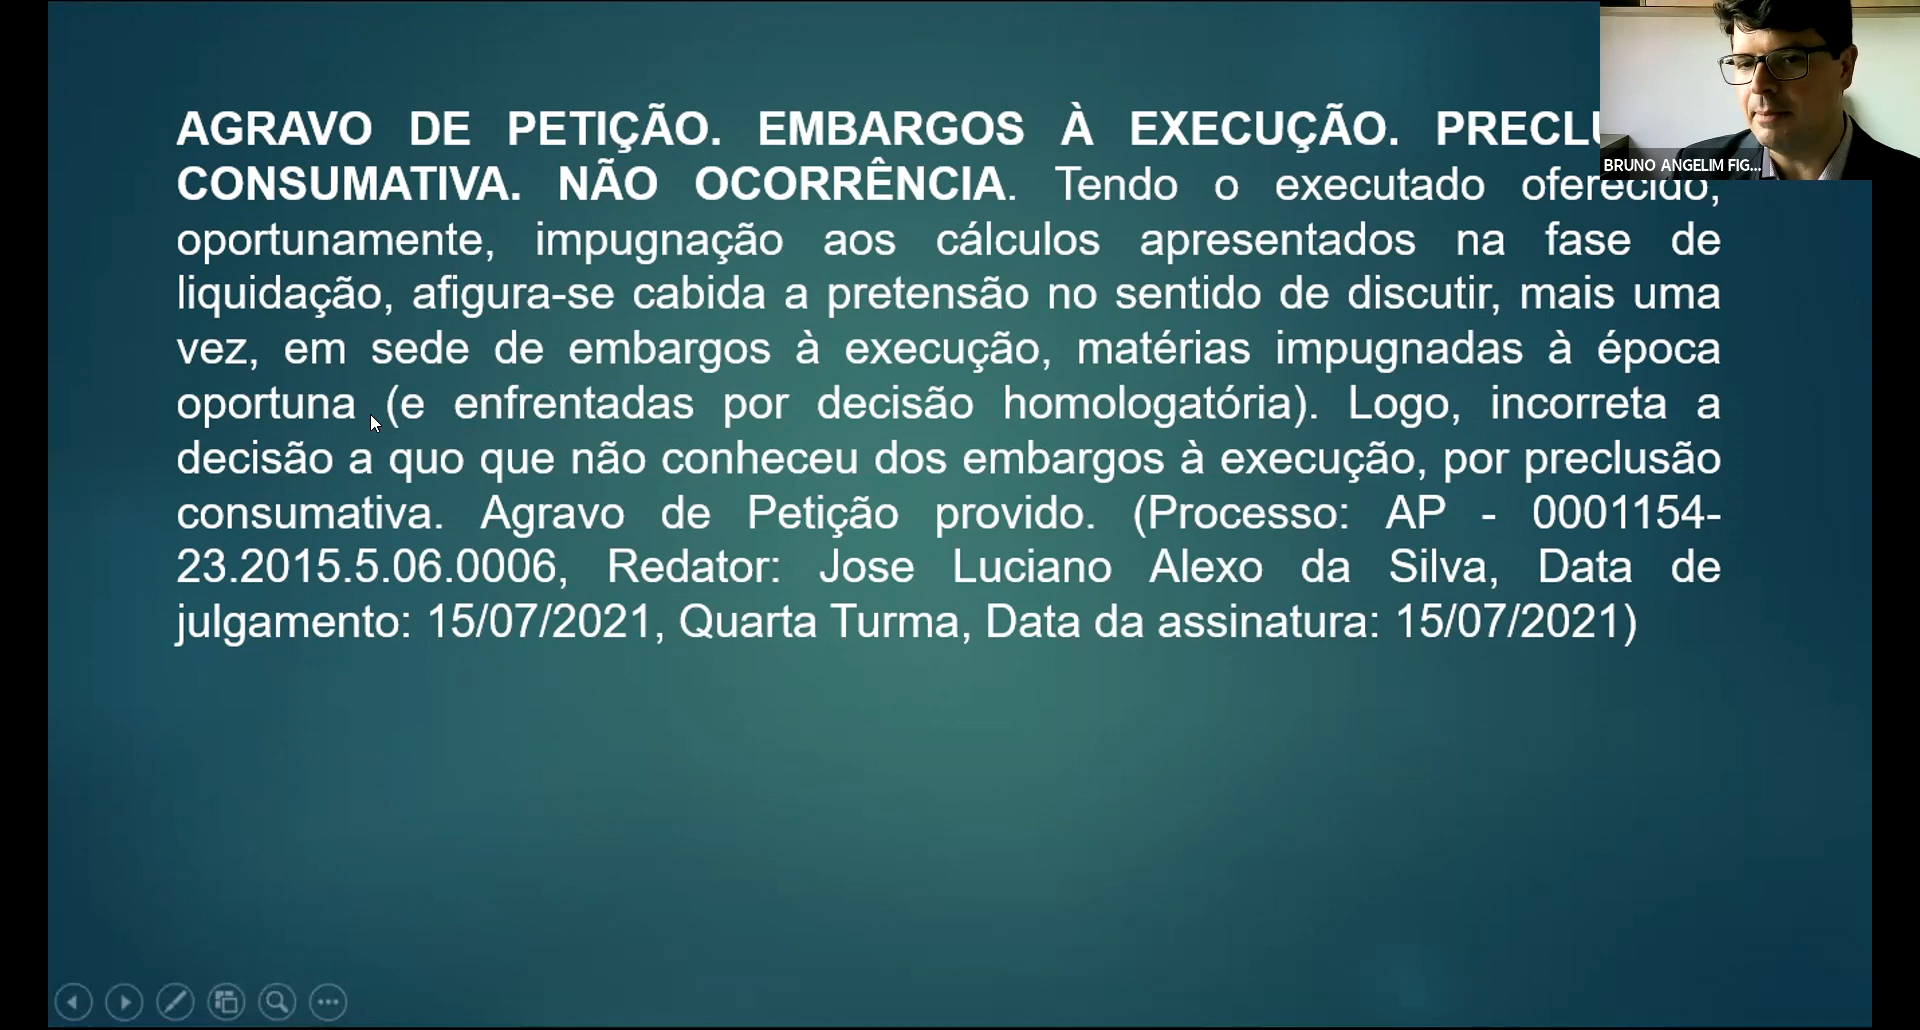 AGRAVO DE PETIÇÃO. EMBARGOS À EXECUÇÃO.
CONSUMATIVA. NÃO OCORRÊNCIA. Tendo o executado oferecido,
oportunamente, impugnação aos cálculos apresentados na fase de
liquidação, afigura-se cabida a pretensão no sentido de discutir, mais uma
vez, em sede de embargos à execução, matérias impugnadas à época
oportuna (e enfrentadas por decisão homologatória). Logo, incorreta a
decisão a quo que não conheceu dos embargos à execução, por preclusão
consumativa. Agravo de Petição provido. (Processo: AP - 0001154-
23.2015.5.06.0006, Redator: Jose Luciano Alexo da Silva, Data de
julgamento: 15/07/2021, Quarta Turma, Data da assinatura: 15/07/2021)
BRUNO ANGELIM FIG...